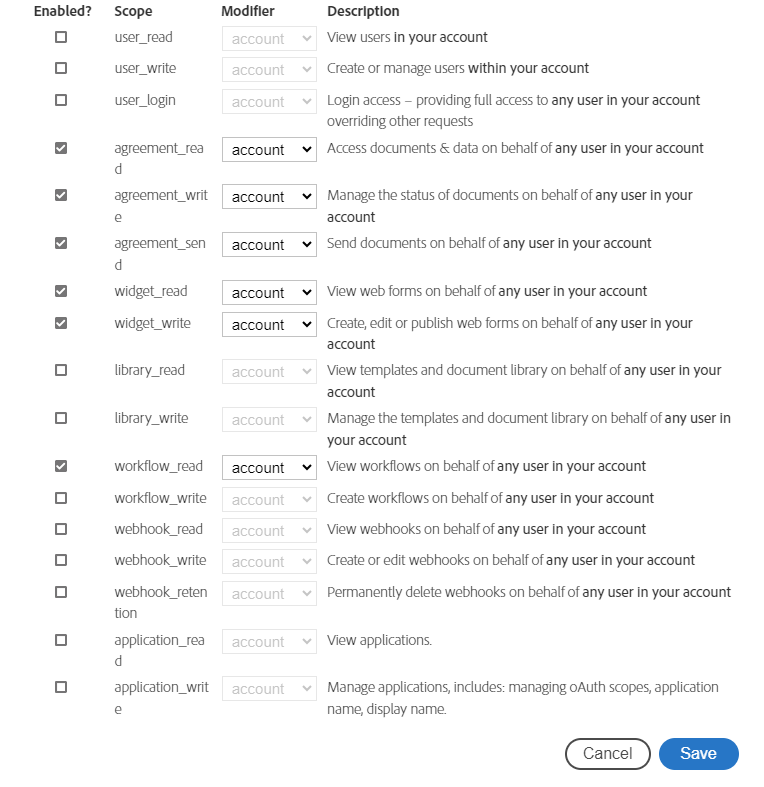 Enabled? Scope Modifier Description
user_read account View users in your account
user_write account Create or manage users within your account
user_login account Login access – providing full access to any user in your account
overriding other requests
agreement_rea account Access documents & data on behalf of any user in your account
d
agreement_writ account Manage the status of documents on behalf of any user in your
e account
agreement_sen account Send documents on behalf of any user in your account
d
widget_read account View web forms on behalf of any user in your account
widget_write account Create, edit or publish web forms on behalf of any user in your
account
library_read account View templates and document library on behalf of any user in your
account
library_write account Manage the templates and document library on behalf of any user in
your account
workflow_read account View workflows on behalf of any user in your account
workflow_write account Create workflows on behalf of any user in your account
webhook_read account View webhooks on behalf of any user in your account
webhook_write account Create or edit webhooks on behalf of any user in your account
webhook_reten account Permanently delete webhooks on behalf of any user in your account
tion
application_rea account View applications.
d
application_writ account Manage applications, includes: managing oAuth scopes, application
e name, display name.
Cancel Save